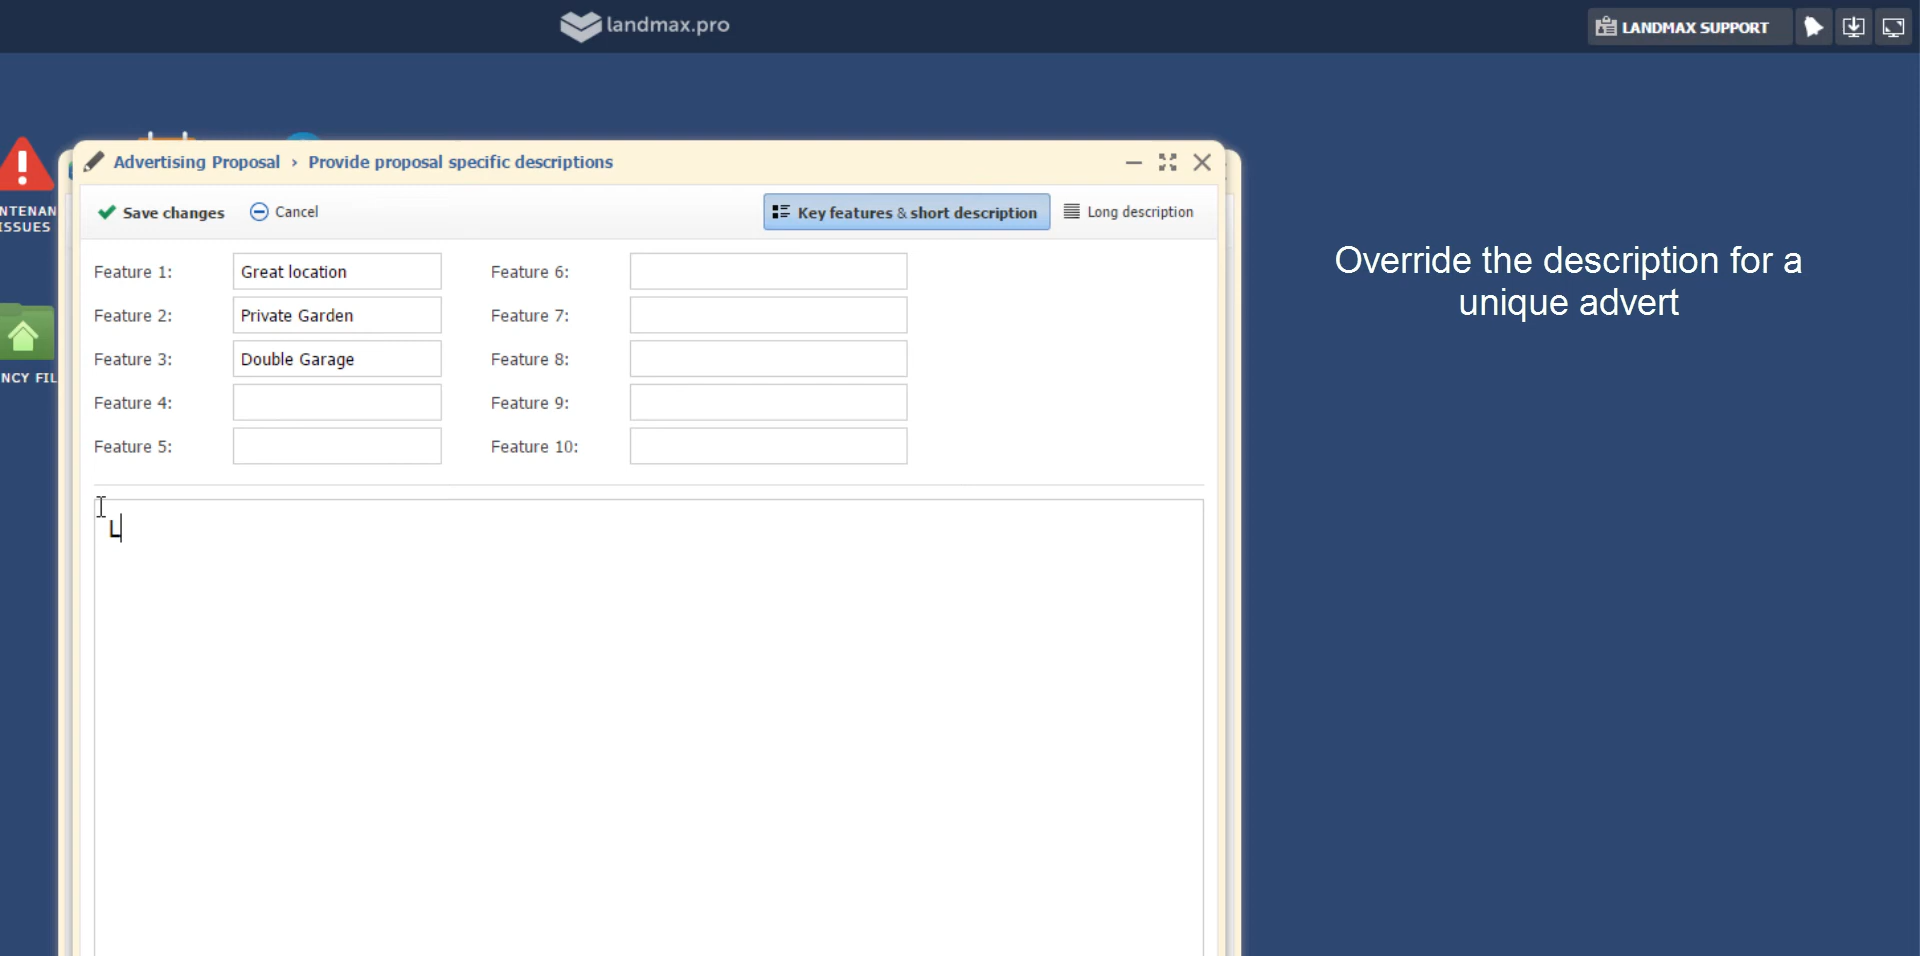 landmax.pro
LANDMAX SUPPORT
NTENAN
ISSUES
NCY FIL
Advertising Proposal › Provide proposal specific descriptions
Save changes
Cancel
Key features & short description
Long description
Feature 1:
Great location
Feature 6:
Feature 2:
Private Garden
Feature 7:
Feature 3:
Double Garage
Feature 8:
Feature 4:
Feature 9:
Feature 5:
Feature 10:
L
Override the description for a
unique advert